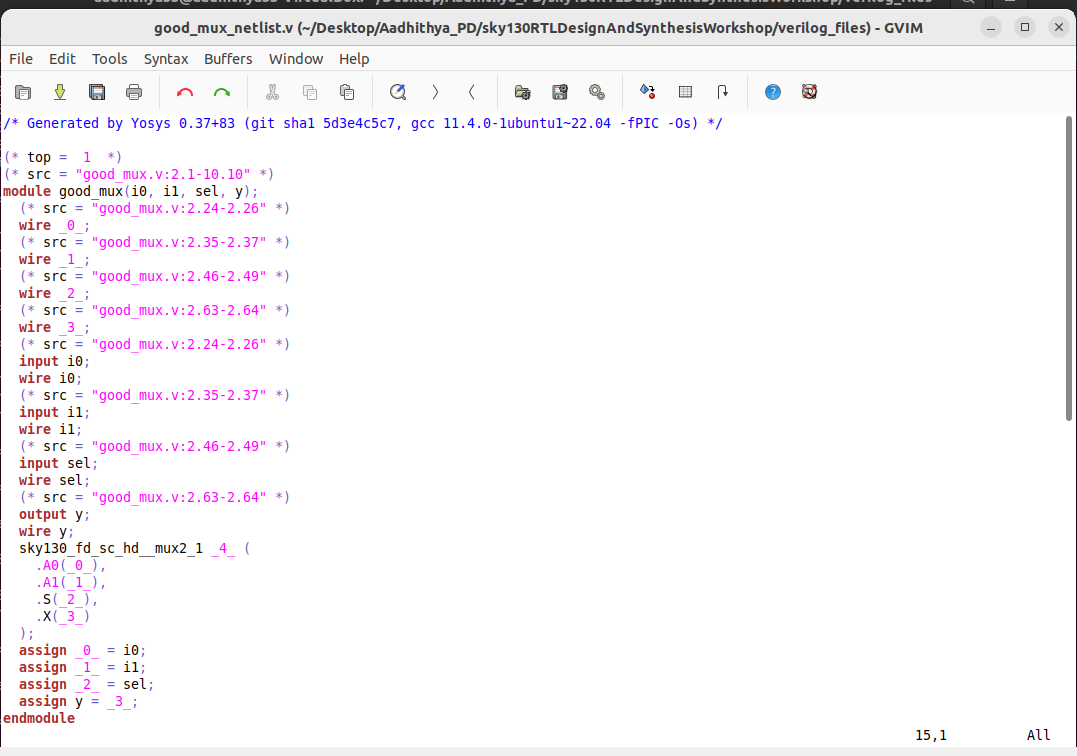 good_mux_netlist.v (~/Desktop/Aadhithya_PD/sky130RTLDesignAndSynthesisWorkshop/verilog_files) - GVIM
File Edit Tools Syntax Buffers Window Help
/* Generated by Yosys 0.37+83 (git sha1 5d3e4c5c7, gcc 11.4.0-1ubuntu1~22.04 -fPIC -Os) */
(* top =  1  *)
(* src = "good_mux.v:2.1-10.10" *)
module good_mux(i0, i1, sel, y);
  (* src = "good_mux.v:2.24-2.26" *)
  wire _0_;
  (* src = "good_mux.v:2.35-2.37" *)
  wire _1_;
  (* src = "good_mux.v:2.46-2.49" *)
  wire _2_;
  (* src = "good_mux.v:2.63-2.64" *)
  wire _3_;
  (* src = "good_mux.v:2.24-2.26" *)
  input i0;
  wire i0;
  (* src = "good_mux.v:2.35-2.37" *)
  input i1;
  wire i1;
  (* src = "good_mux.v:2.46-2.49" *)
  input sel;
  wire sel;
  (* src = "good_mux.v:2.63-2.64" *)
  output y;
  wire y;
  sky130_fd_sc_hd__mux2_1 _4_ (
    .A0(_0_),
    .A1(_1_),
    .S(_2_),
    .X(_3_)
  );
  assign _0_ = i0;
  assign _1_ = i1;
  assign _2_ = sel;
  assign y = _3_;
endmodule
15,1 All